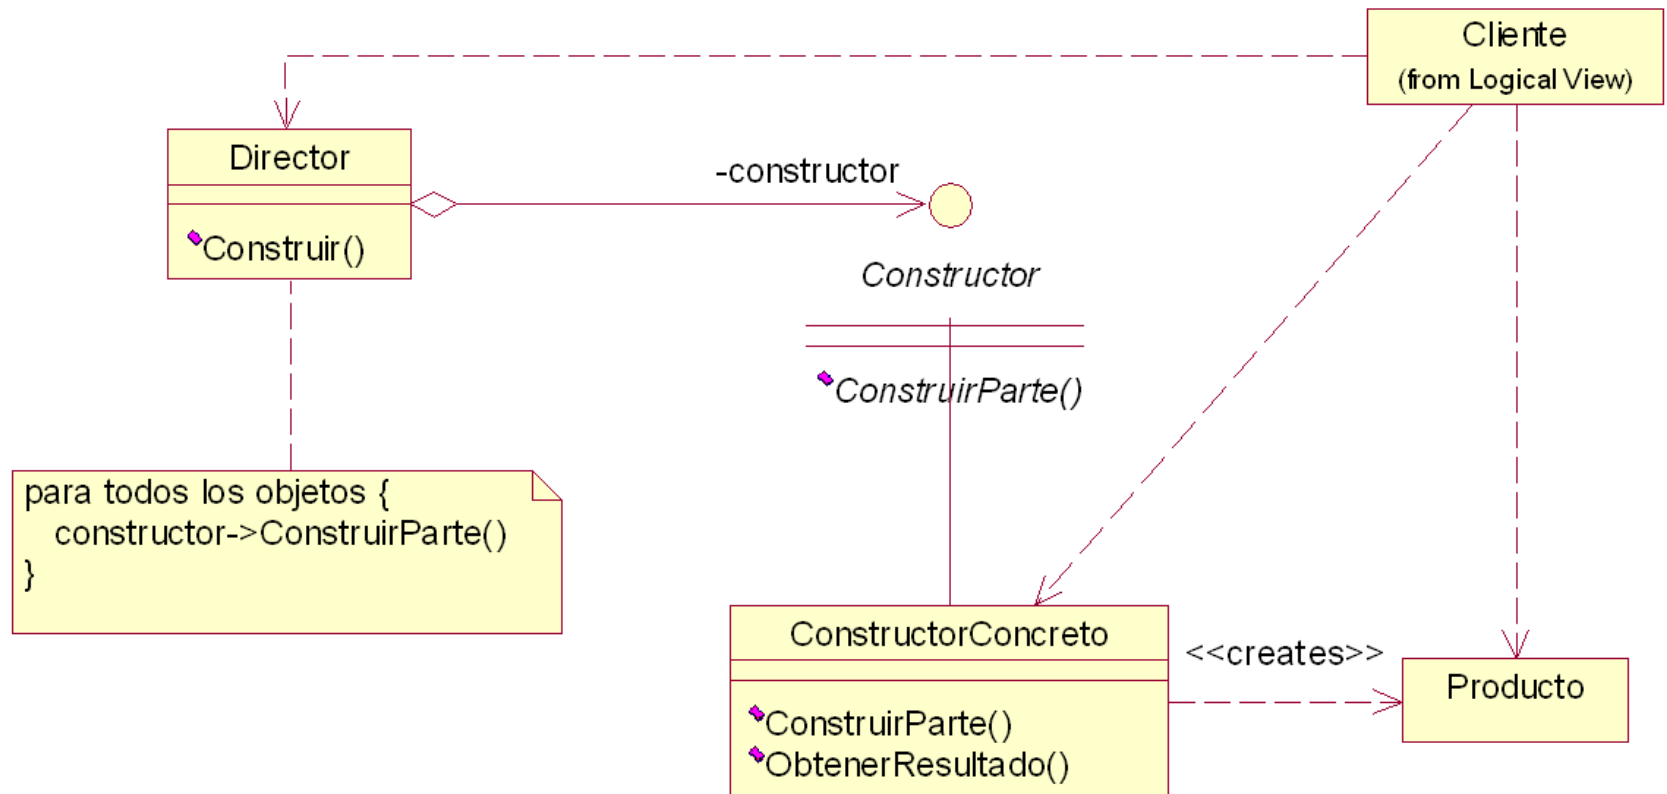 Cliente
(from Logical View)
Director
Construir()
-constructor
Constructor
ConstruirParte()
para todos los objetos {
constructor->ConstruirParte()
}
ConstructorConcreto
ConstruirParte()
ObtenerResultado()
<<creates>>
Producto